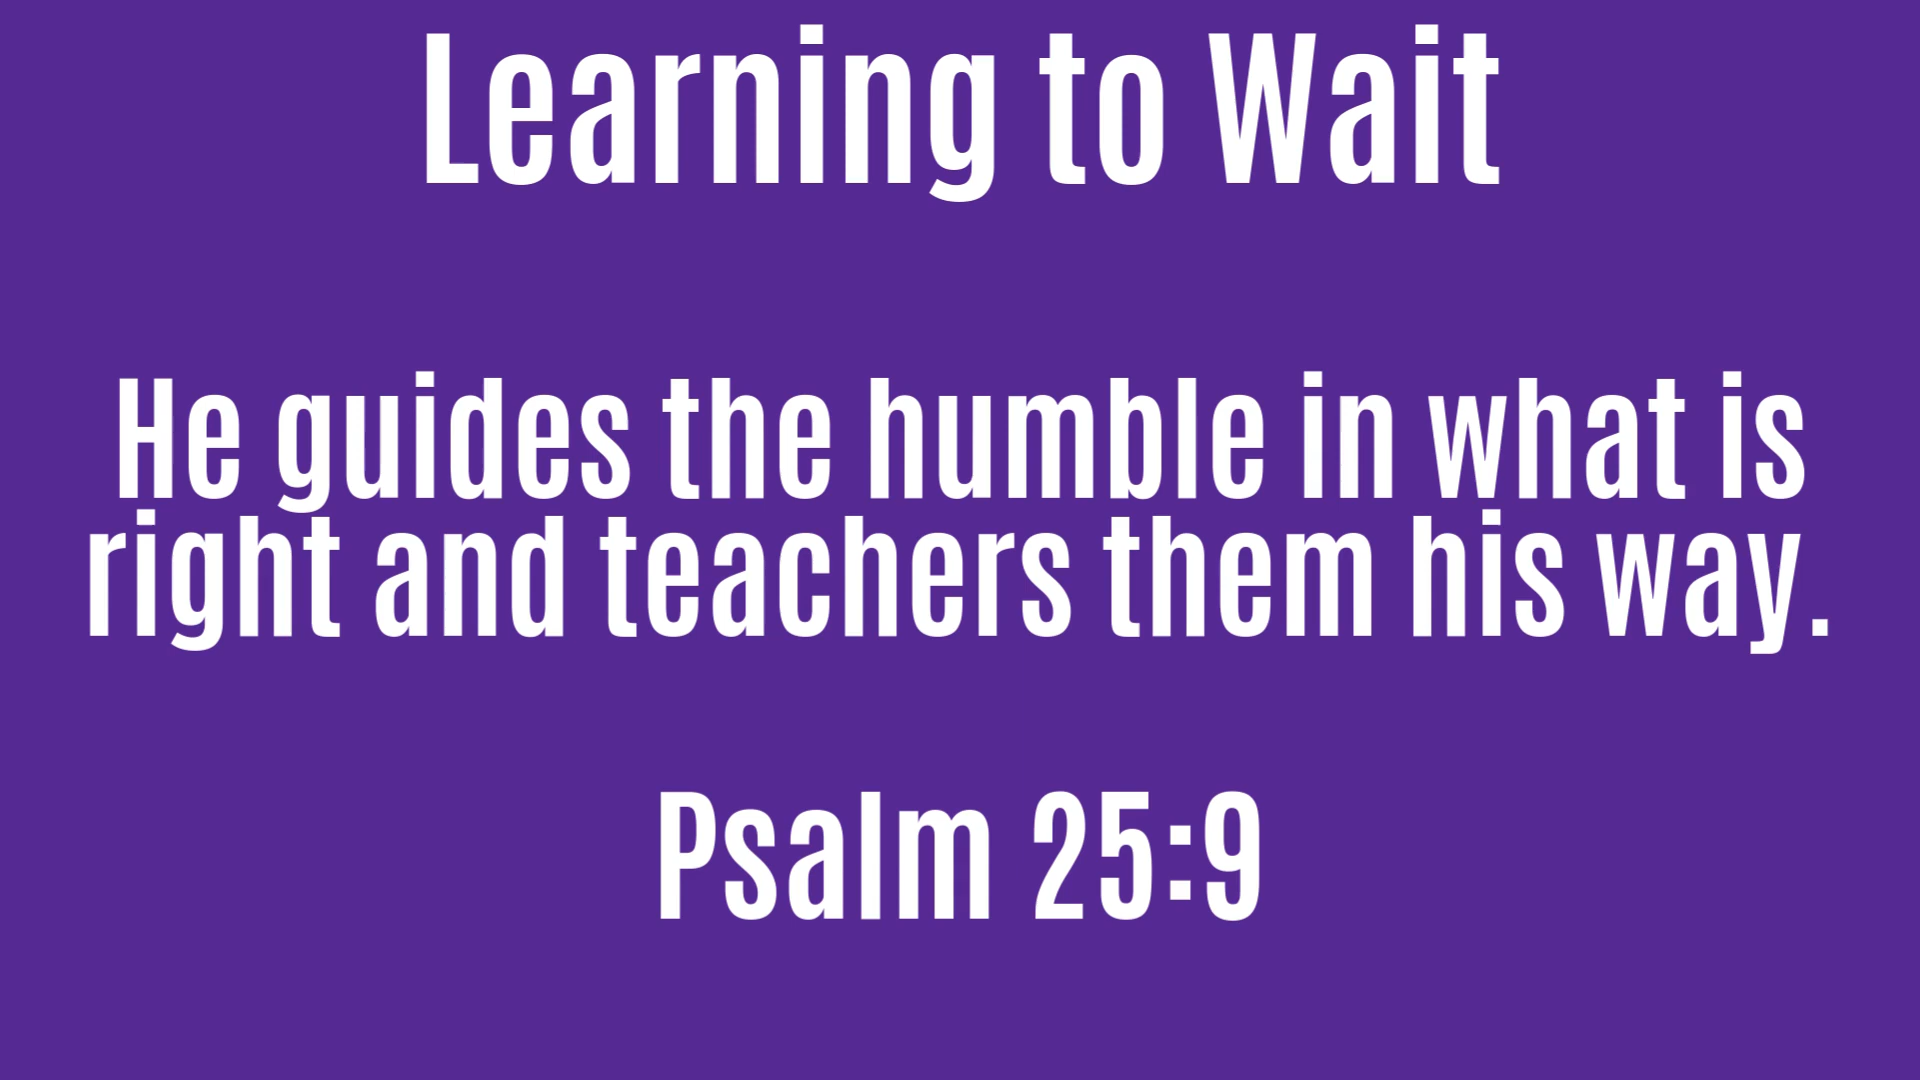 Learning to Wait
He guides the humble in what is
right and teachers them his way.
Psalm 25:9